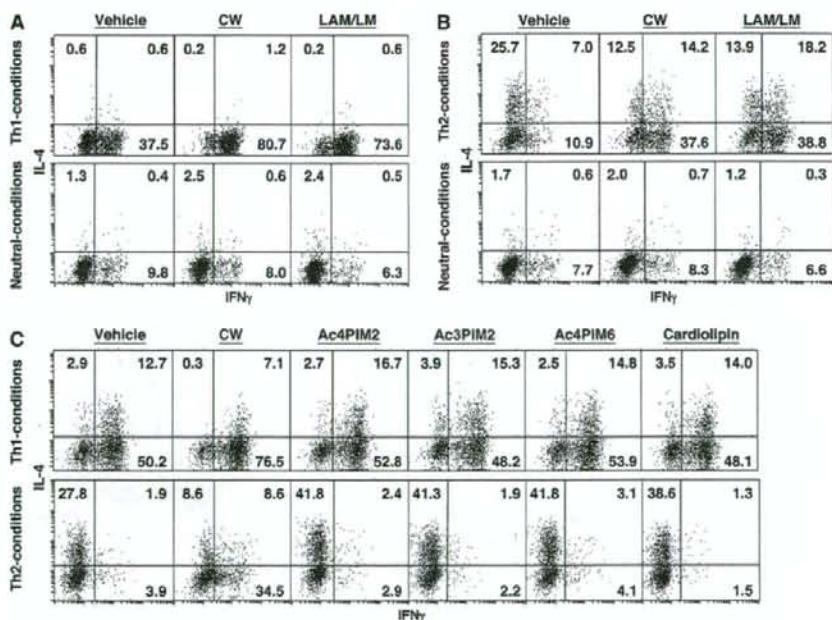 A Vehicle CW LAM/LM
Th1-conditions
0.6 0.6 0.2 1.2 0.2 0.6
37.5 80.7 73.6
IL-4
Neutral-conditions
1.3 0.4 2.5 0.6 2.4 0.5
9.8 8.0 6.3
IFNγ
B Vehicle CW LAM/LM
Th2-conditions
25.7 7.0 12.5 14.2 13.9 18.2
10.9 37.6 38.8
IL-4
Neutral-conditions
1.7 0.6 2.0 0.7 1.2 0.3
7.7 8.3 6.6
IFNγ
C Vehicle CW Ac4PIM2 Ac3PIM2 Ac4PIM6 Cardiolipin
Th1-conditions
2.9 12.7 0.3 7.1 2.7 16.7 3.9 15.3 2.5 14.8 3.5 14.0
50.2 76.5 52.8 48.2 53.9 48.1
IL-4
Th2-conditions
27.8 1.9 8.6 8.6 41.8 2.4 41.3 1.9 41.8 3.1 38.6 1.3
3.9 34.5 2.9 2.2 4.1 1.5
IFNγ